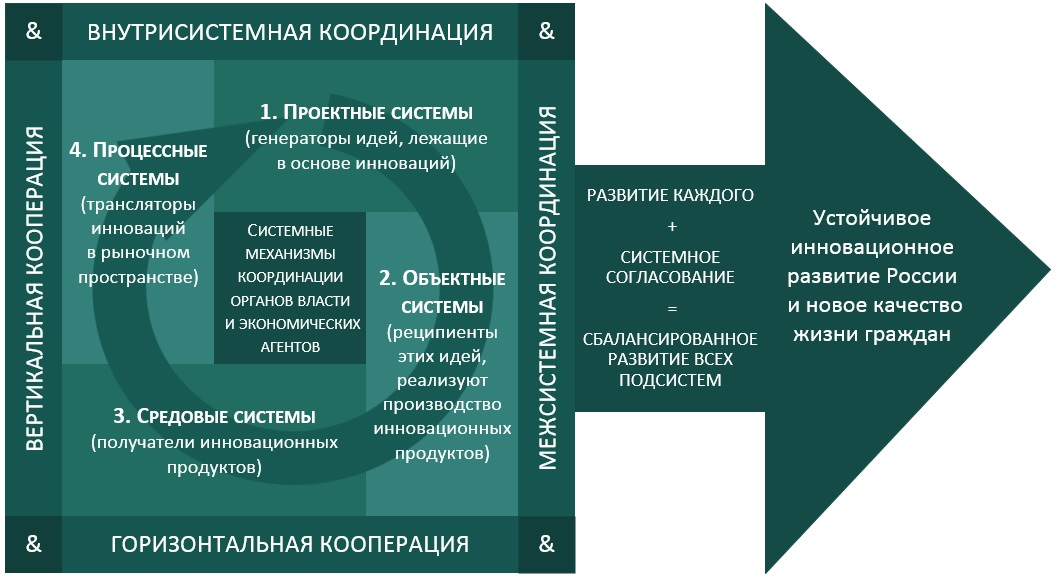 &
ВНУТРИСИСТЕМНАЯ КООРДИНАЦИЯ
&
ВЕРТИКАЛЬНАЯ КООПЕРАЦИЯ
1. ПРОЕКТНЫЕ СИСТЕМЫ
(генераторы идей, лежащие
в основе инноваций)
4. ПРОЦЕССНЫЕ
СИСТЕМЫ
(трансляторы
инноваций
в рыночном
пространстве)
СИСТЕМНЫЕ
МЕХАНИЗМЫ
КООРДИНАЦИИ
ОРГАНОВ ВЛАСТИ
И ЭКОНОМИЧЕСКИХ
АГЕНТОВ
2. ОБЪЕКТНЫЕ
СИСТЕМЫ
(реципиенты
этих идей,
реализуют
производство
инновационных
продуктов)
3. СРЕДОВЫЕ СИСТЕМЫ
(получатели инновационных
продуктов)
МЕЖСИСТЕМНАЯ КООРДИНАЦИЯ
&
ГОРИЗОНТАЛЬНАЯ КООПЕРАЦИЯ
&
РАЗВИТИЕ КАЖДОГО
+
СИСТЕМНОЕ
СОГЛАСОВАНИЕ
=
СБАЛАНСИРОВАННОЕ
РАЗВИТИЕ ВСЕХ
ПОДСИСТЕМ
Устойчивое
инновационное
развитие России
и новое качество
жизни граждан